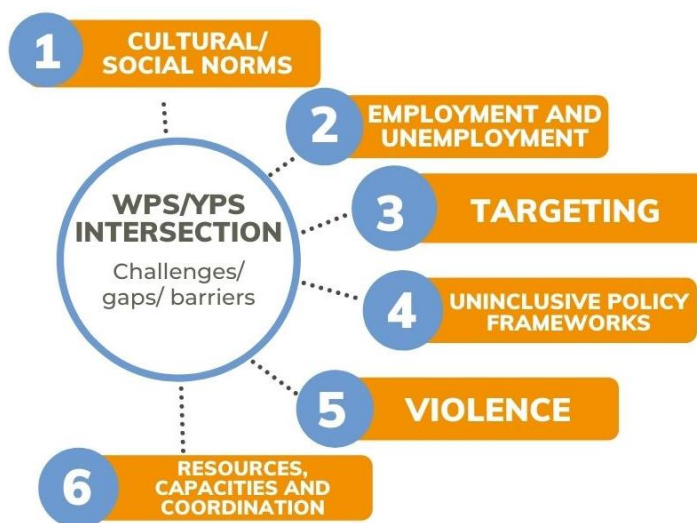 1
CULTURAL/
SOCIAL NORMS
2
EMPLOYMENT AND
UNEMPLOYMENT
WPS/YPS
INTERSECTION
Challenges/
gaps/ barriers
3
TARGETING
4
UNINCLUSIVE POLICY
FRAMEWORKS
5
VIOLENCE
6
RESOURCES,
CAPACITIES AND
COORDINATION